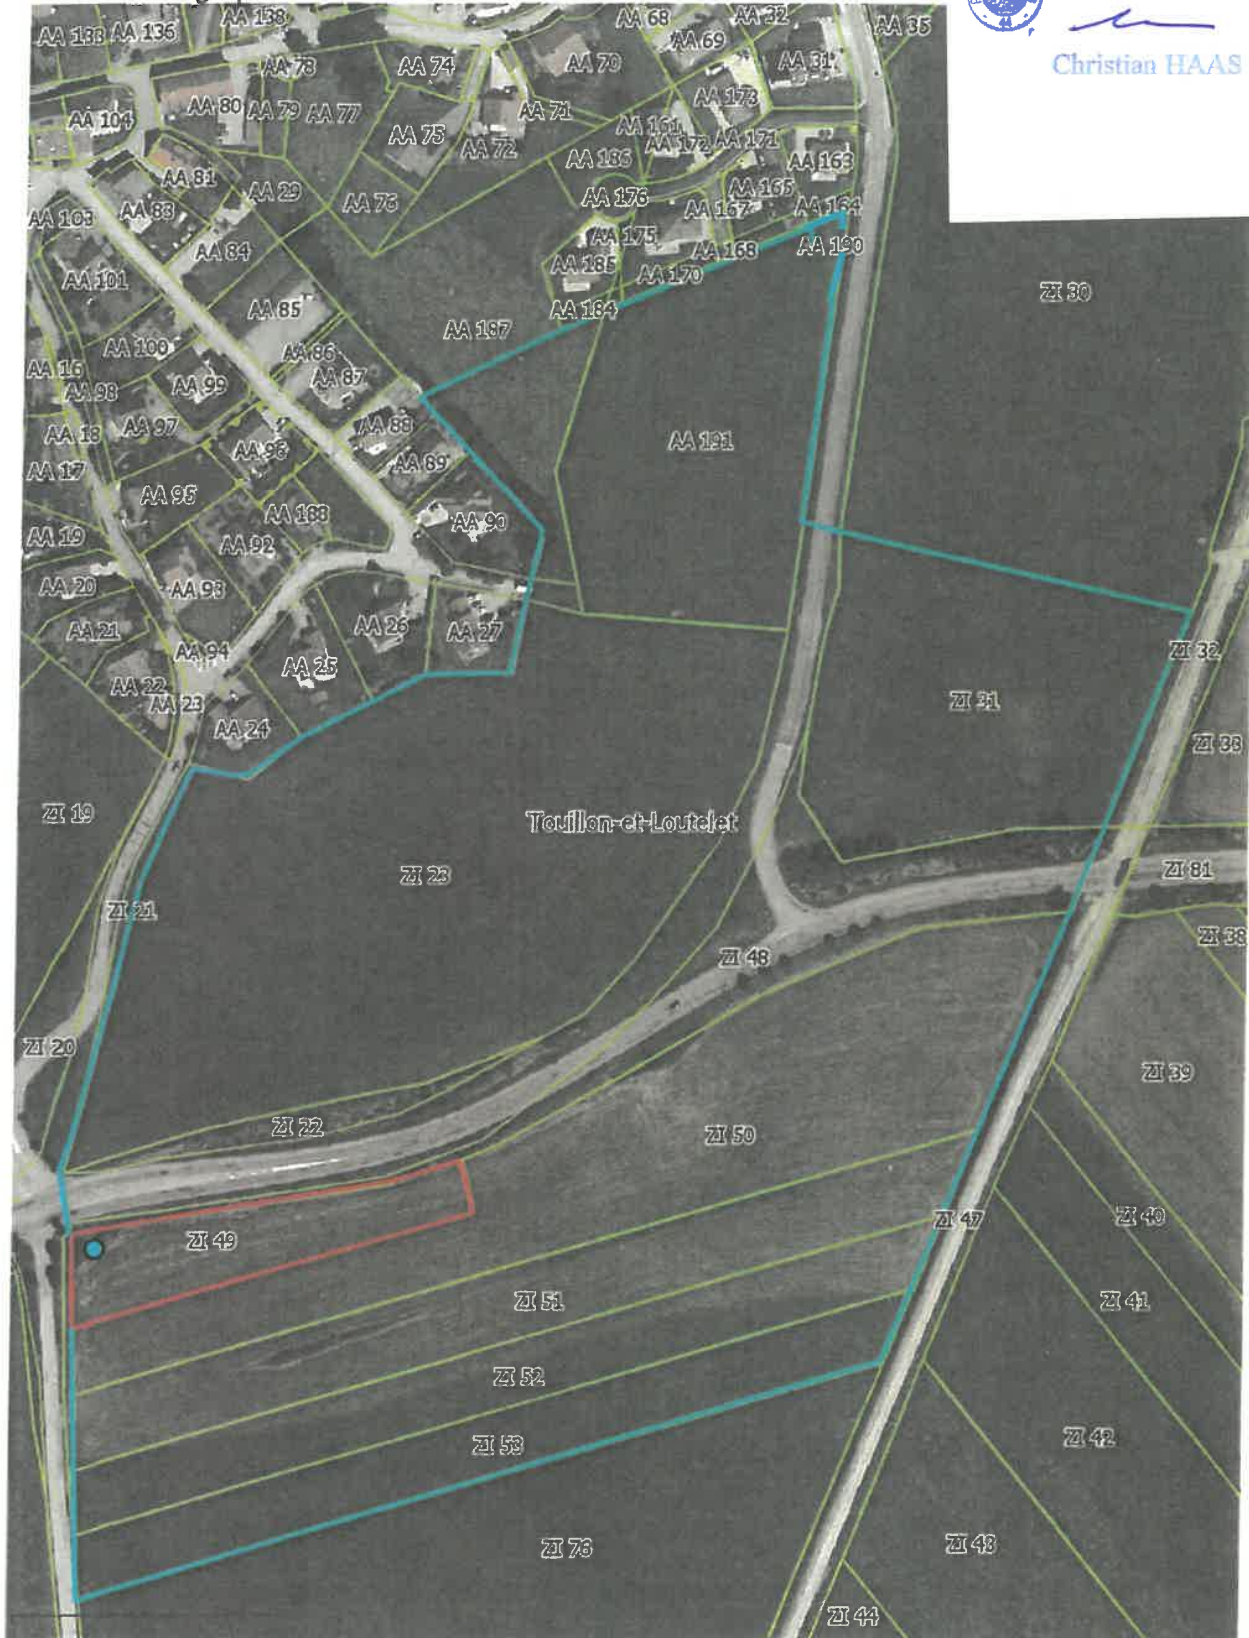 Christian HAAS
AA 133 AA 136 AA 138 AA 68 AA 32 AA 35
AA 78 AA 74 AA 70 AA 69 AA 31
AA 104 AA 80 AA 79 AA 77 AA 75 AA 72 AA 71 AA 173
AA 161 AA 172 AA 171 AA 163
AA 186
AA 81 AA 29 AA 76 AA 176 AA 165
AA 103 AA 83 AA 167 AA 164
AA 84 AA 175 AA 168 AA 190
AA 101 AA 185 AA 170 ZI 30
AA 85 AA 187 AA 184
AA 100 AA 86
AA 16 AA 98 AA 99 AA 87
AA 18 AA 97 AA 96 AA 88 AA 191
AA 17 AA 89
AA 95 AA 188 AA 90
AA 19 AA 92
AA 20 AA 93
AA 21 AA 26 AA 27
AA 94 AA 25 ZI 32
AA 22 AA 23 ZI 31
AA 24 ZI 33
ZI 19 Touillon-et-Loutelet
ZI 23 ZI 81
ZI 21
ZI 48 ZI 38
ZI 20 ZI 39
ZI 22 ZI 50
ZI 49 ZI 47 ZI 40
ZI 51 ZI 41
ZI 52
ZI 53 ZI 42
ZI 76 ZI 43
ZI 44